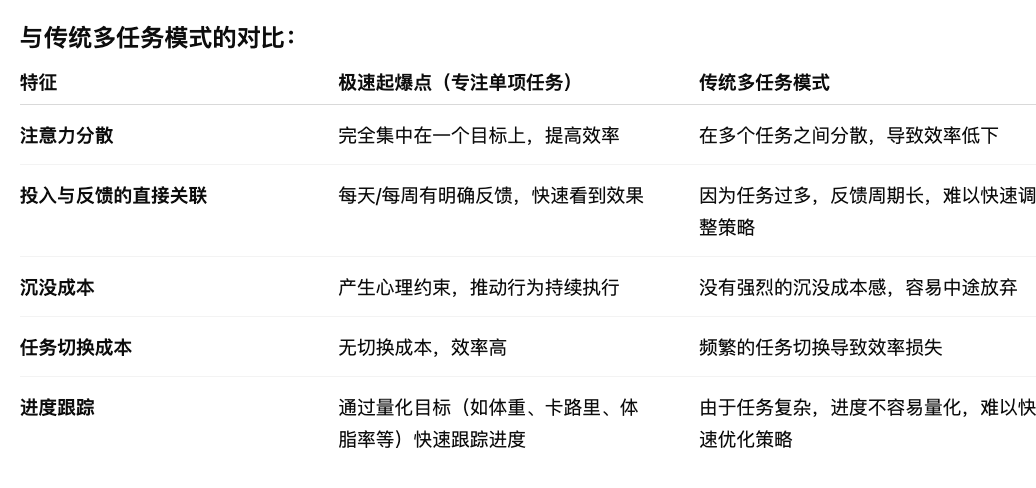 与传统多任务模式的对比：
特征 极速起爆点（专注单项任务） 传统多任务模式
注意力分散 完全集中在一个目标上，提高效率 在多个任务之间分散，导致效率低下
投入与反馈的直接关联 每天/每周有明确反馈，快速看到效果 因为任务过多，反馈周期长，难以快速调
整策略
沉没成本 产生心理约束，推动行为持续执行 没有强烈的沉没成本感，容易中途放弃
任务切换成本 无切换成本，效率高 频繁的任务切换导致效率损失
进度跟踪 通过量化目标（如体重、卡路里、体 由于任务复杂，进度不容易量化，难以快
脂率等）快速跟踪进度 速优化策略